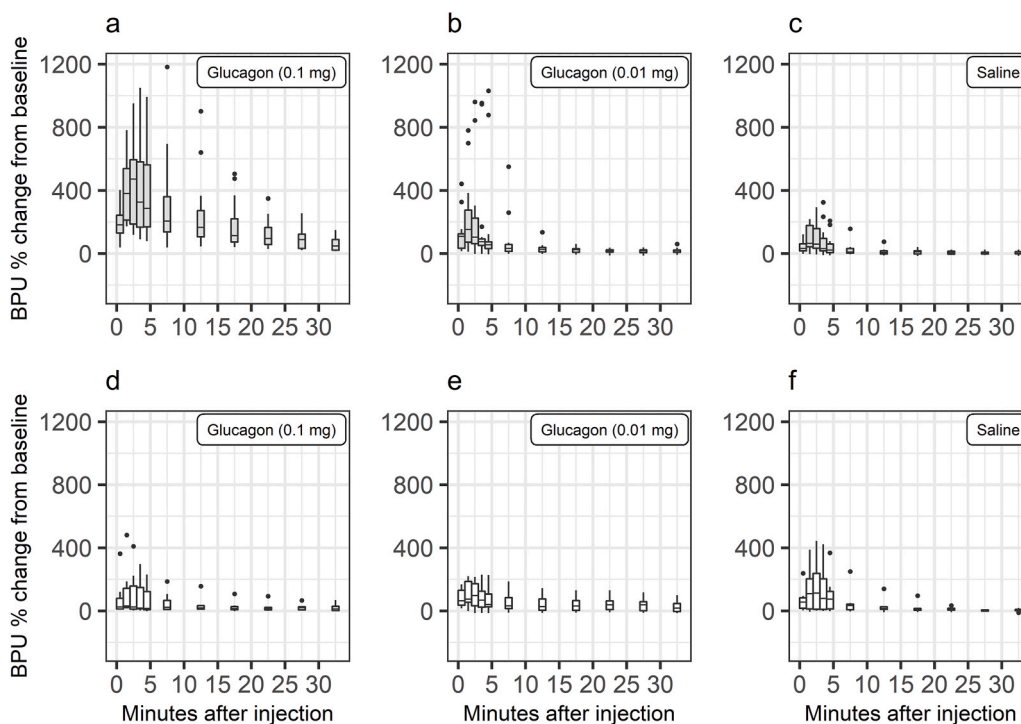 a
b
c
BPU % change from baseline
1200
800
400
0
Glucagon (0.1 mg)
0 5 10 15 20 25 30
1200
800
400
0
Glucagon (0.01 mg)
0 5 10 15 20 25 30
1200
800
400
0
Saline
0 5 10 15 20 25 30
d
e
f
BPU % change from baseline
1200
800
400
0
Glucagon (0.1 mg)
0 5 10 15 20 25 30
Minutes after injection
1200
800
400
0
Glucagon (0.01 mg)
0 5 10 15 20 25 30
Minutes after injection
1200
800
400
0
Saline
0 5 10 15 20 25 30
Minutes after injection